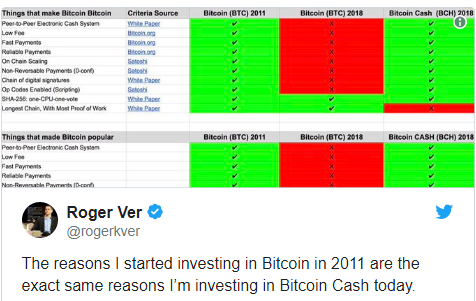 Things that make Bitcoin Bitcoin Criteria Source Bitcoin (BTC) 2011 Bitcoin (BTC) 2018 Bitcoin Cash (BCH) 2018
Peer-to-Peer Electronic Cash System White Paper ✓ X ✓
Low Fee Bitcoin.org ✓ X ✓
Fast Payments Bitcoin.org ✓ X ✓
Reliable Payments Bitcoin.org ✓ X ✓
On Chain Scaling Satoshi ✓ X ✓
Non-Reversable Payments (0-conf) Satoshi ✓ X ✓
Chain of digital signatures White Paper ✓ X ✓
Op Codes Enabled (Scripting) Satoshi ✓ X ✓
SHA-256: one-CPU-one-vote White Paper ✓ ✓ ✓
Longest Chain, With Most Proof of Work White Paper ✓ ✓ X
Things that made Bitcoin popular Bitcoin (BTC) 2011 Bitcoin (BTC) 2018 Bitcoin CASH (BCH) 2018
Peer-to-Peer Electronic Cash System ✓ X ✓
Low Fee ✓ X ✓
Fast Payments ✓ X ✓
Reliable Payments ✓ X ✓
Non-Reversable Payments (0-conf) ✓ X ✓
Roger Ver
@rogerkver
The reasons I started investing in Bitcoin in 2011 are the
exact same reasons I'm investing in Bitcoin Cash today.